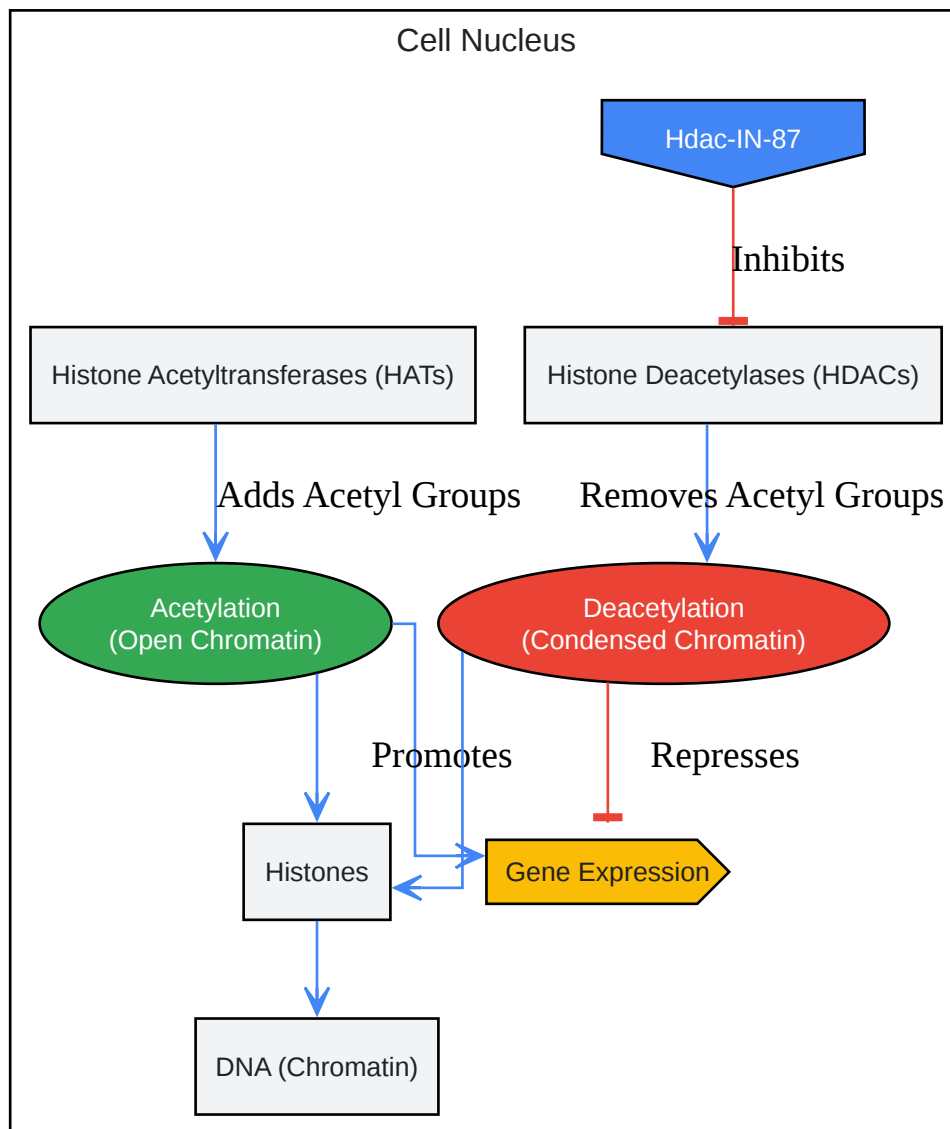 Cell Nucleus
Hdac-IN-87
Inhibits
Histone Acetyltransferases (HATs)
Histone Deacetylases (HDACs)
Adds Acetyl Groups
Removes Acetyl Groups
Acetylation
(Open Chromatin)
Deacetylation
(Condensed Chromatin)
Promotes
Represses
Histones
Gene Expression
DNA (Chromatin)